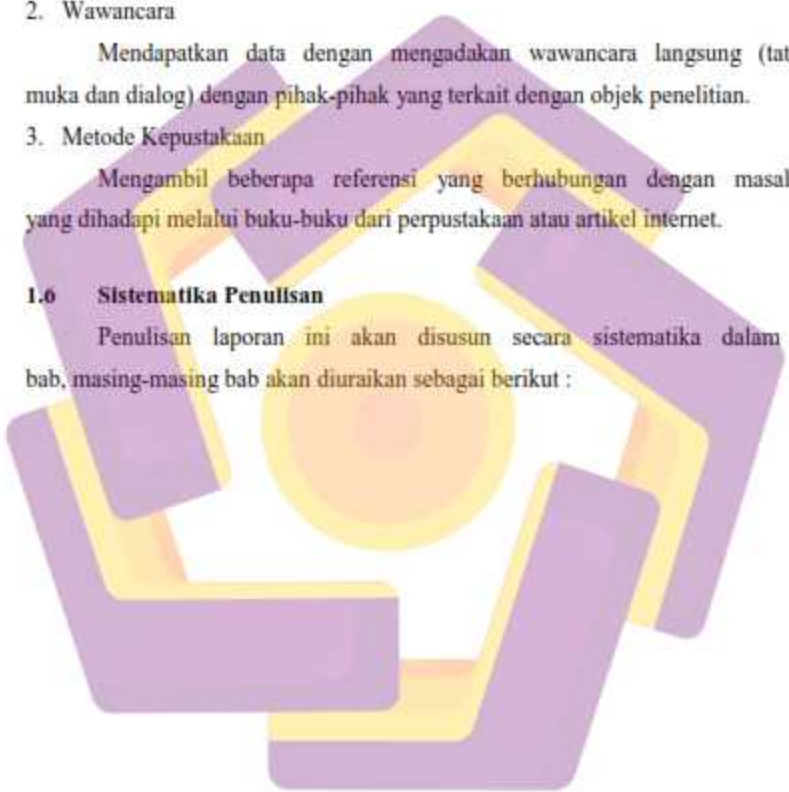 2. Wawancara
Mendapatkan data dengan mengadakan wawancara langsung (tat
muka dan dialog) dengan pihak-pihak yang terkait dengan objek penelitian.
3. Metode Kepustakaan
Mengambil beberapa referensi yang berhubungan dengan masal
yang dihadapi melalui buku-buku dari perpustakaan atau artikel internet.
1.6 Sistematika Penulisan
Penulisan laporan ini akan disusun secara sistematika dalam
bab, masing-masing bab akan diuraikan sebagai berikut :